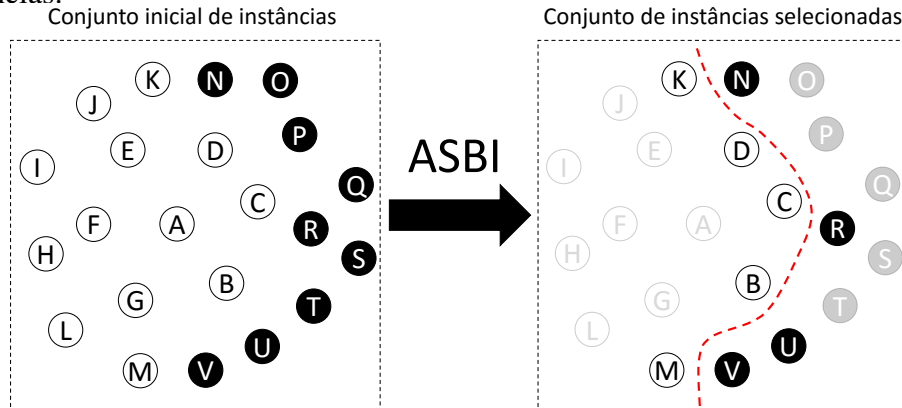 Conjunto inicial de instâncias
K N O
J
P
E D
I
Q
C
F A
R
H
S
B
G
T
L
U
M V
ASBI
Conjunto de instâncias selecionadas
K N O
J
P
E D
I
Q
C
F A
R
H
S
B
G
T
L
U
M V